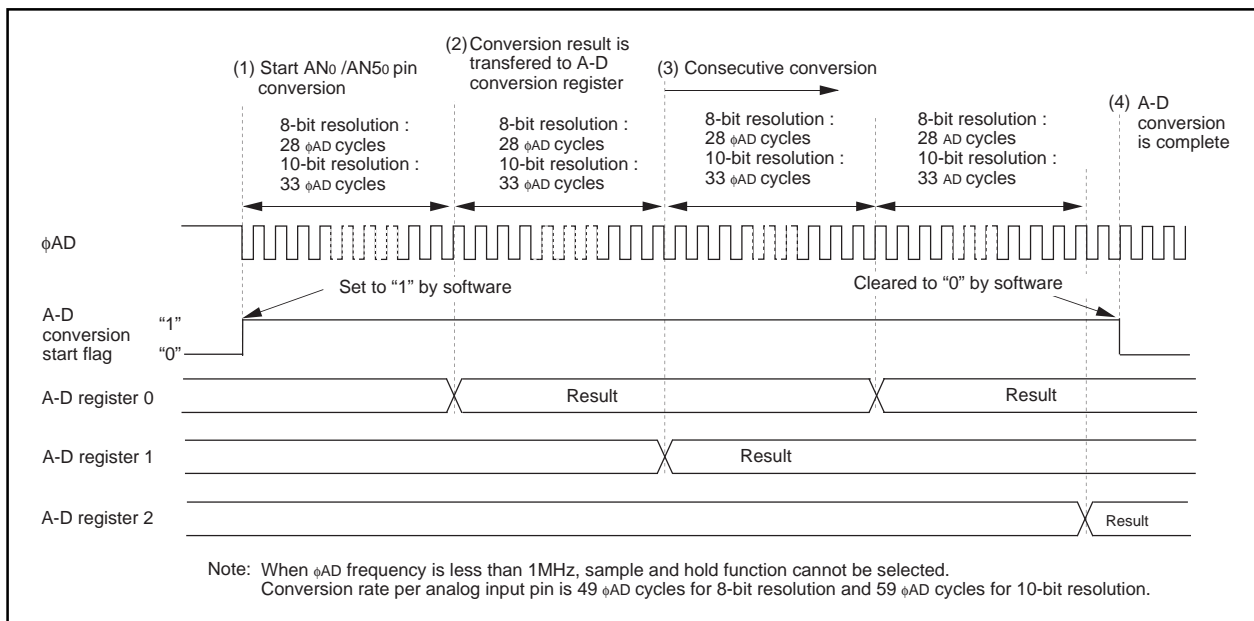 (1) Start AN0 /AN50 pin
conversion
(2) Conversion result is
transfered to A-D
conversion register
(3) Consecutive conversion
(4) A-D
conversion
is complete
8-bit resolution :
28 ϕAD cycles
10-bit resolution :
33 ϕAD cycles
8-bit resolution :
28 ϕAD cycles
10-bit resolution :
33 ϕAD cycles
8-bit resolution :
28 ϕAD cycles
10-bit resolution :
33 ϕAD cycles
8-bit resolution :
28 AD cycles
10-bit resolution :
33 AD cycles
ϕAD
Set to “1” by software
Cleared to “0” by software
A-D
conversion
start flag
“1”
“0”
A-D register 0
Result
Result
A-D register 1
Result
A-D register 2
Result
Note: When ϕAD frequency is less than 1MHz, sample and hold function cannot be selected.
Conversion rate per analog input pin is 49 ϕAD cycles for 8-bit resolution and 59 ϕAD cycles for 10-bit resolution.